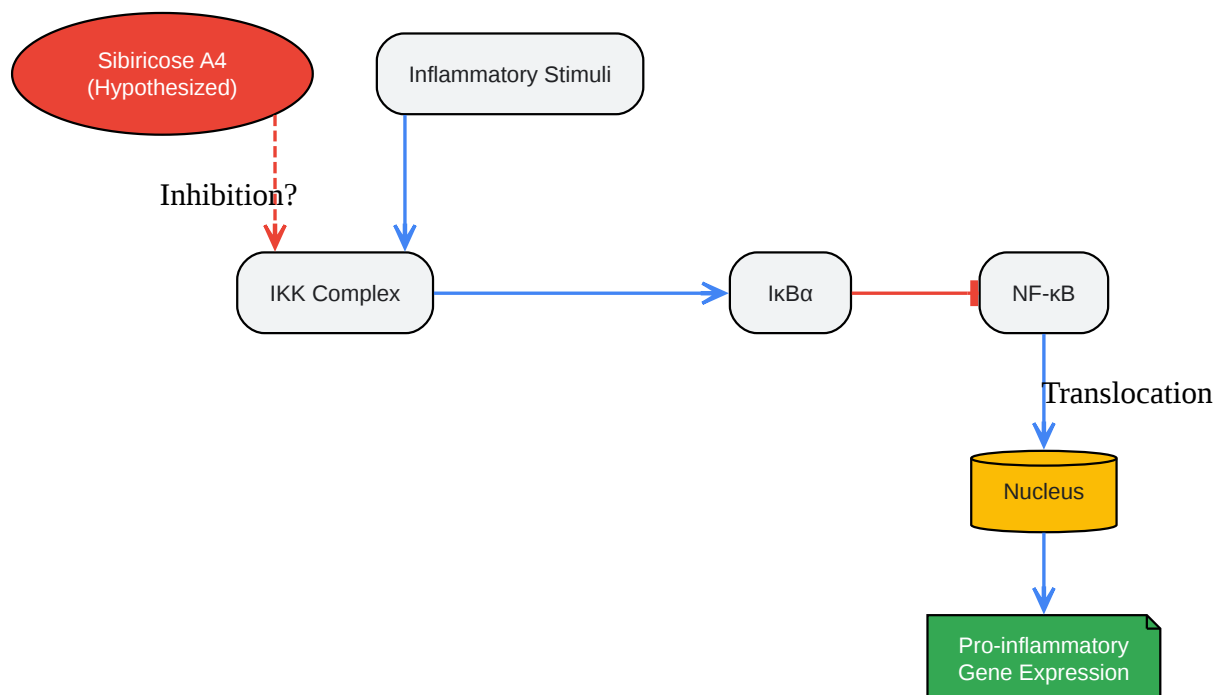 Sibiricose A4
(Hypothesized)
Inflammatory Stimuli
Inhibition?
IKK Complex
IκBα
NF-κB
Translocation
Nucleus
Pro-inflammatory
Gene Expression